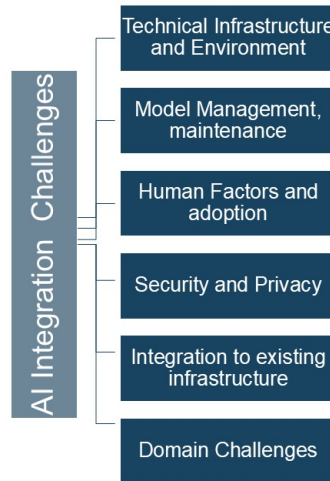 AI Integration Challenges
Technical Infrastructure
and Environment
Model Management,
maintenance
Human Factors and
adoption
Security and Privacy
Integration to existing
infrastructure
Domain Challenges